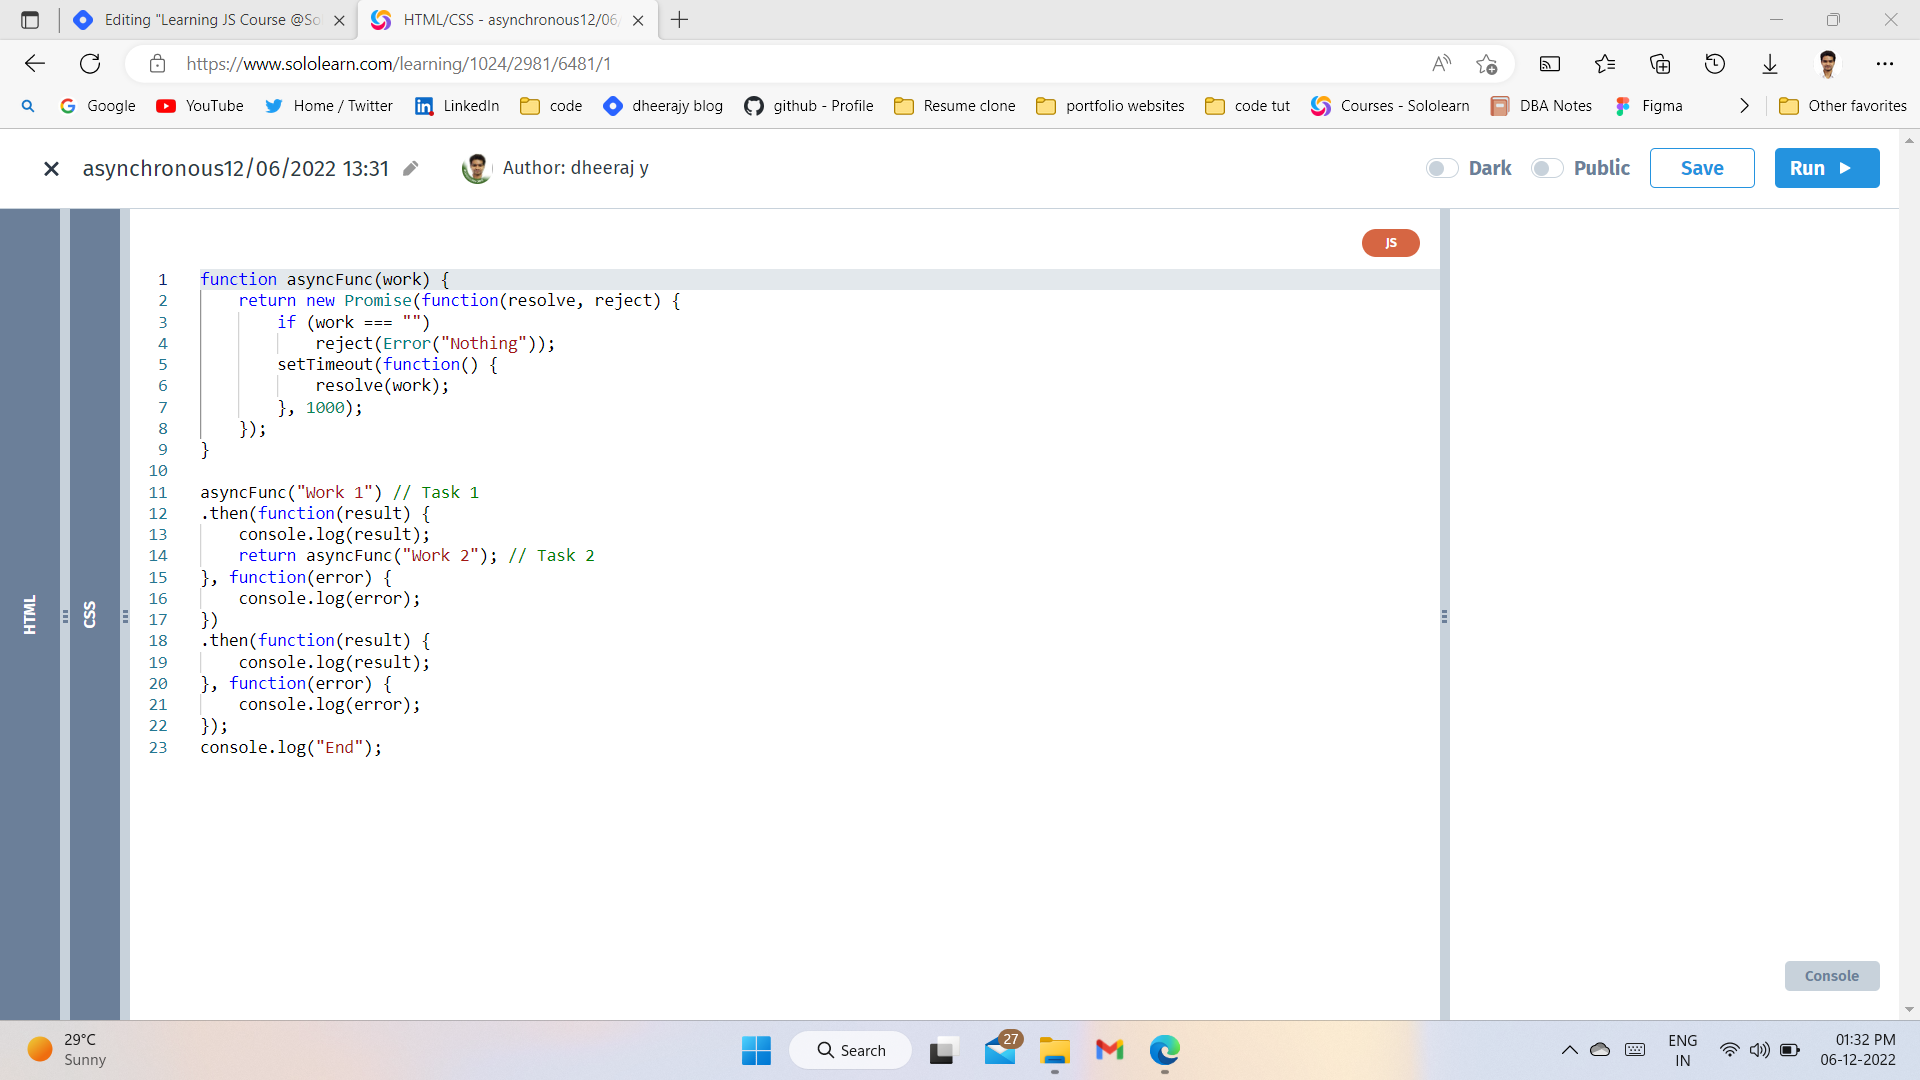 Editing "Learning JS Course @So
HTML/CSS - asynchronous12/06/
https://www.sololearn.com/learning/1024/2981/6481/1
Google YouTube Home / Twitter LinkedIn code dheerajy blog github - Profile Resume clone portfolio websites code tut Courses - Sololearn DBA Notes Figma Other favorites
asynchronous12/06/2022 13:31 Author: dheeraj y Dark Public Save Run
JS
HTML
CSS
1 function asyncFunc(work) {
2 return new Promise(function(resolve, reject) {
3 if (work === "")
4 reject(Error("Nothing"));
5 setTimeout(function() {
6 resolve(work);
7 }, 1000);
8 });
9 }
10
11 asyncFunc("Work 1") // Task 1
12 .then(function(result) {
13 console.log(result);
14 return asyncFunc("Work 2"); // Task 2
15 }, function(error) {
16 console.log(error);
17 })
18 .then(function(result) {
19 console.log(result);
20 }, function(error) {
21 console.log(error);
22 });
23 console.log("End");
Console
29°C
Sunny
Search
27
ENG
IN
01:32 PM
06-12-2022